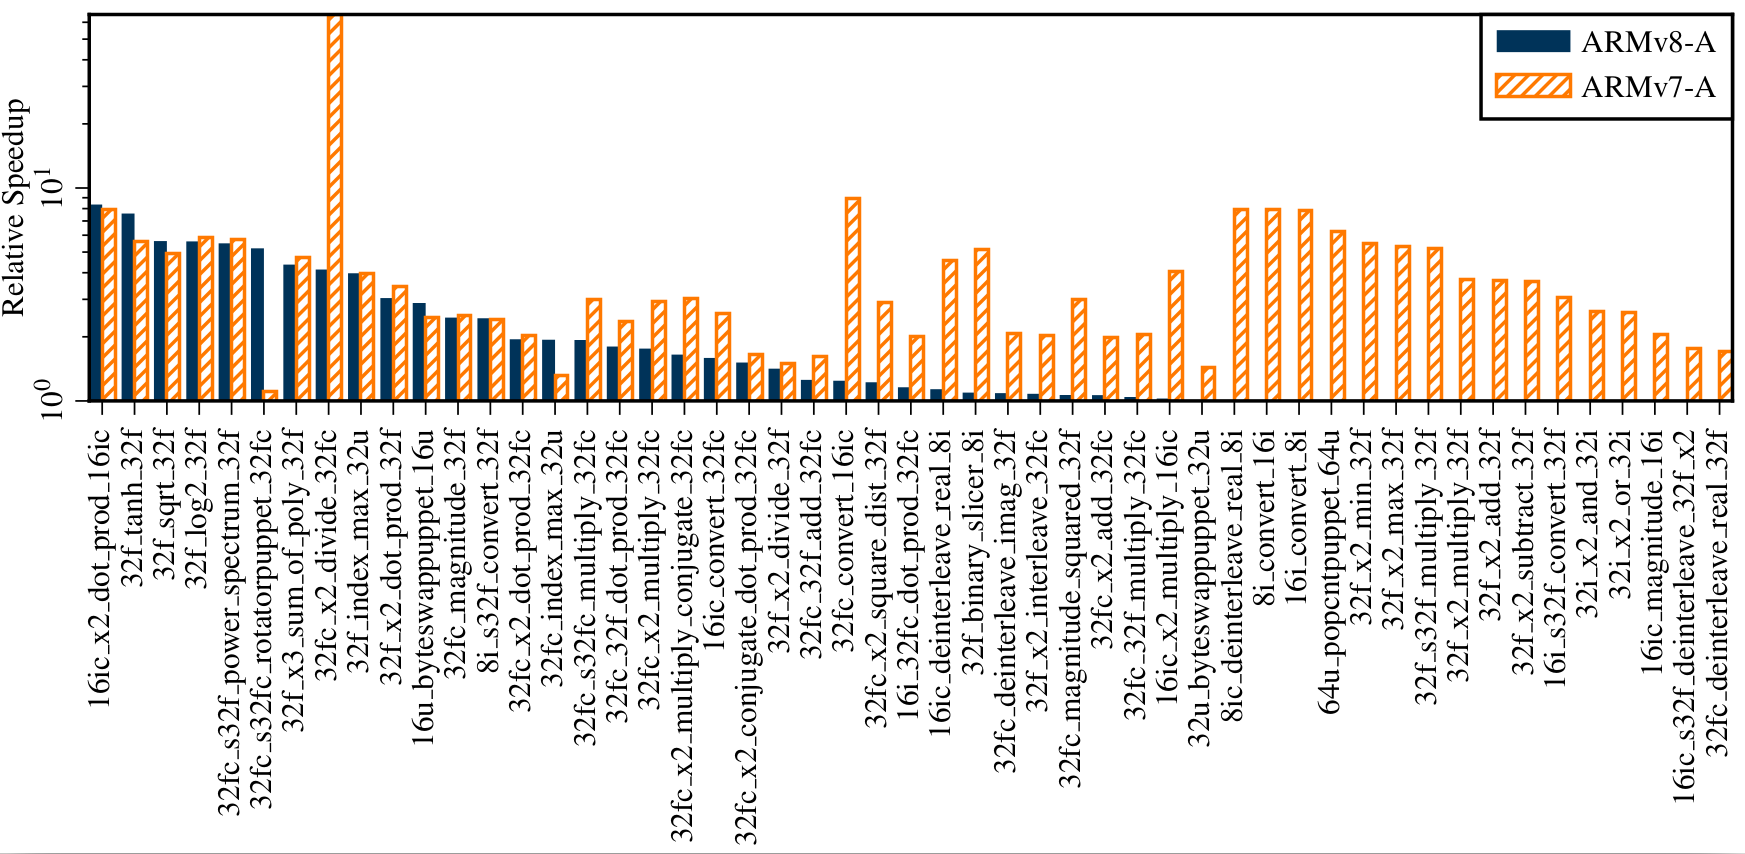 Relative Speedup
10^1
10^0
ARMv8-A
ARMv7-A
16ic_x2_dot_prod_16ic
32f_tanh_32f
32f_sqrt_32f
32f_log2_32f
32fc_s32f_power_spectrum_32f
32fc_s32fc_rotatorpuppet_32fc
32f_x3_sum_of_poly_32f
32fc_x2_divide_32fc
32f_index_max_32u
32f_x2_dot_prod_32f
16u_byteswappuppet_16u
32fc_magnitude_32f
8i_s32f_convert_32f
32fc_x2_dot_prod_32fc
32fc_index_max_32u
32fc_s32fc_multiply_32fc
32fc_32f_dot_prod_32fc
32fc_x2_multiply_32fc
32fc_x2_multiply_conjugate_32fc
16ic_convert_32fc
32fc_x2_conjugate_dot_prod_32fc
32f_x2_divide_32f
32fc_32f_add_32fc
32fc_convert_16ic
32fc_x2_square_dist_32f
16i_32fc_dot_prod_32fc
16ic_deinterleave_real_8i
32f_binary_slicer_8i
32fc_deinterleave_imag_32f
32f_x2_interleave_32fc
32fc_magnitude_squared_32f
32fc_x2_add_32fc
32fc_32f_multiply_32fc
16ic_x2_multiply_16ic
32u_byteswappuppet_32u
8ic_deinterleave_real_8i
8i_convert_16i
16i_convert_8i
64u_popcntpuppet_64u
32f_x2_min_32f
32f_x2_max_32f
32f_s32f_multiply_32f
32f_x2_multiply_32f
32f_x2_add_32f
32f_x2_subtract_32f
16i_s32f_convert_32f
32i_x2_and_32i
32i_x2_or_32i
16ic_magnitude_16i
16ic_s32f_deinterleave_32f_x2
32fc_deinterleave_real_32f